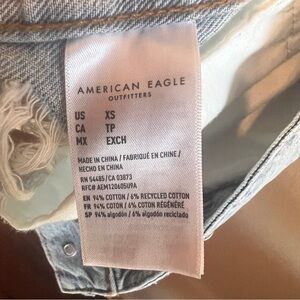 AMERICAN EAGLE
OUTFITTERS
US XS
CA TP
MX EXCH
MADE IN CHINA / FABRIQUÉ EN CHINE /
HECHO EN CHINA
RN 54485/CA 03873
RFC# AEM120605U9A
EN 94% COTTON / 6% RECYCLED COTTON
FR 94% COTON / 6% COTON RÉGÉNÉRÉ
SP 94% algodón / 6% algodón reciclado